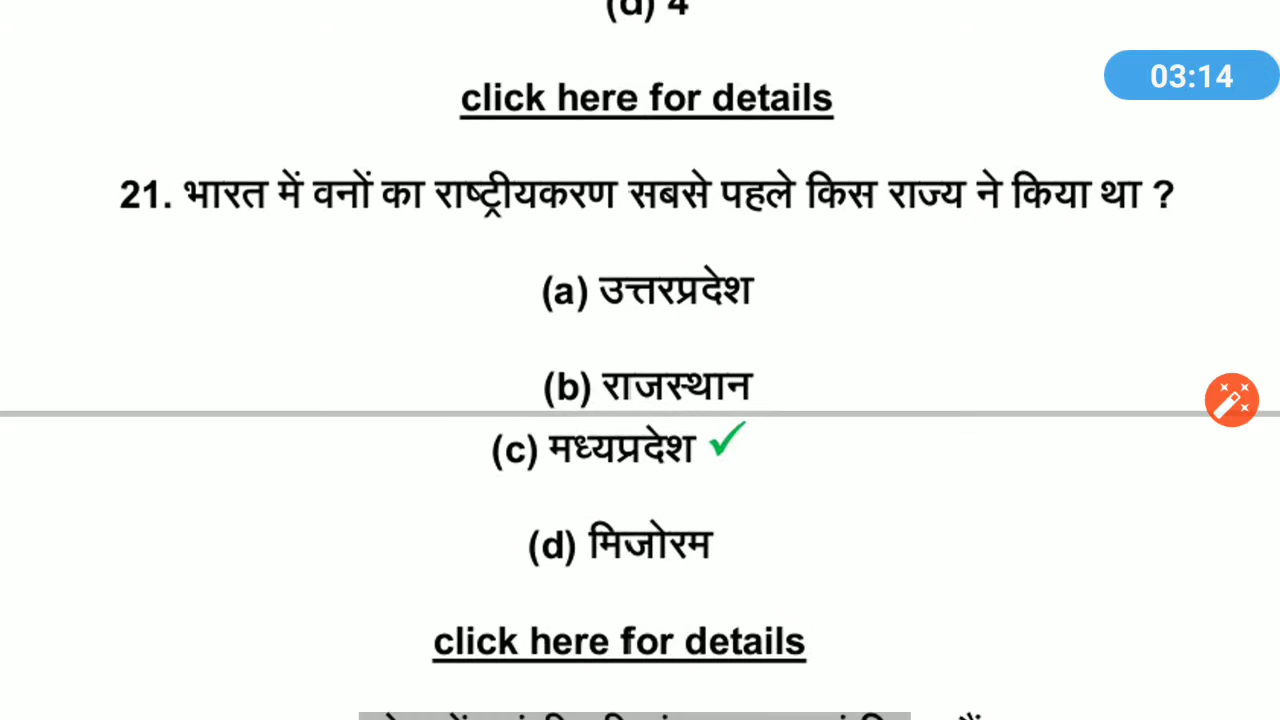 (d) 4
click here for details
03:14
21. भारत में वनों का राष्ट्रीयकरण सबसे पहले किस राज्य ने किया था ?
(a) उत्तरप्रदेश
(b) राजस्थान
(c) मध्यप्रदेश ✓
(d) मिजोरम
click here for details